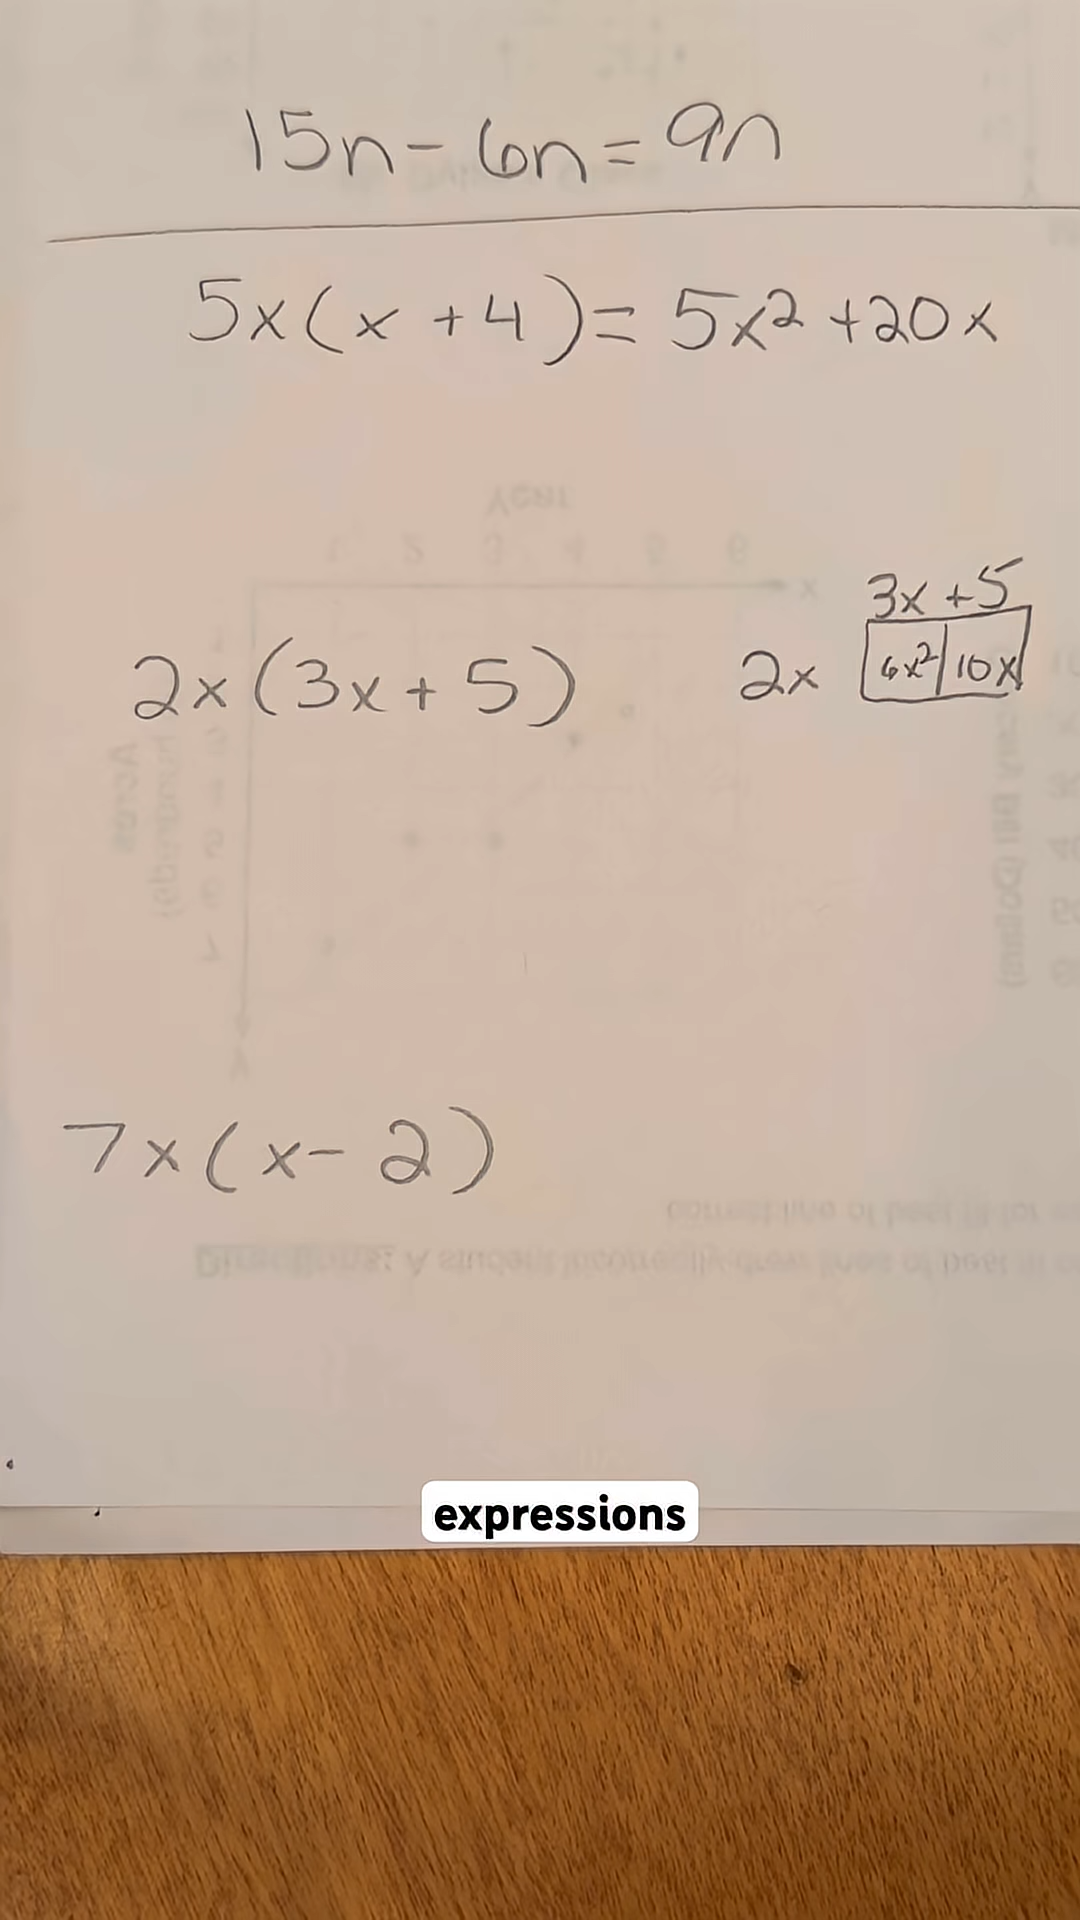 15n - 6n = 9n
5x(x + 4) = 5x² + 20x
3x + 5
2x(3x + 5)
2x 6x² 10x
7x(x - 2)
expressions